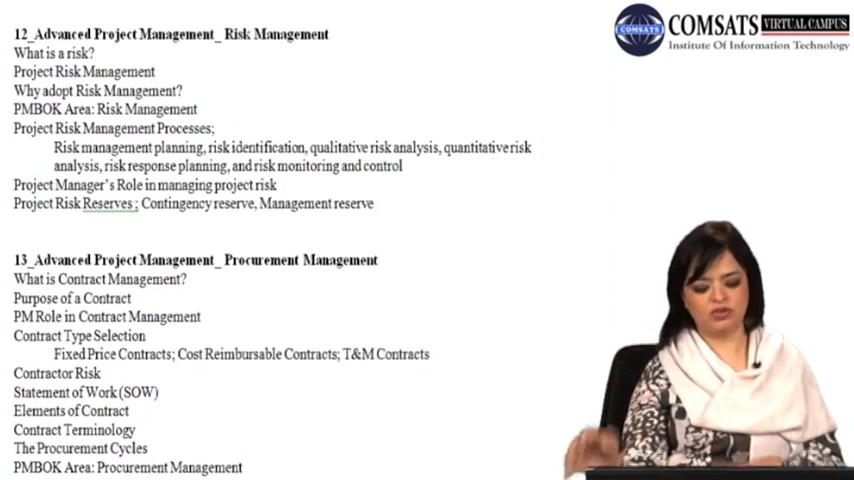 12_Advanced Project Management_ Risk Management
What is a risk?
Project Risk Management
Why adopt Risk Management?
PMBOK Area: Risk Management
Project Risk Management Processes;
Risk management planning, risk identification, qualitative risk analysis, quantitative risk
analysis, risk response planning, and risk monitoring and control
Project Manager's Role in managing project risk
Project Risk Reserves ; Contingency reserve, Management reserve
13_Advanced Project Management_ Procurement Management
What is Contract Management?
Purpose of a Contract
PM Role in Contract Management
Contract Type Selection
Fixed Price Contracts; Cost Reimbursable Contracts; T&M Contracts
Contractor Risk
Statement of Work (SOW)
Elements of Contract
Contract Terminology
The Procurement Cycles
PMBOK Area: Procurement Management
COMSATS
COMSATS VIRTUAL CAMPUS
Institute Of Information Technology